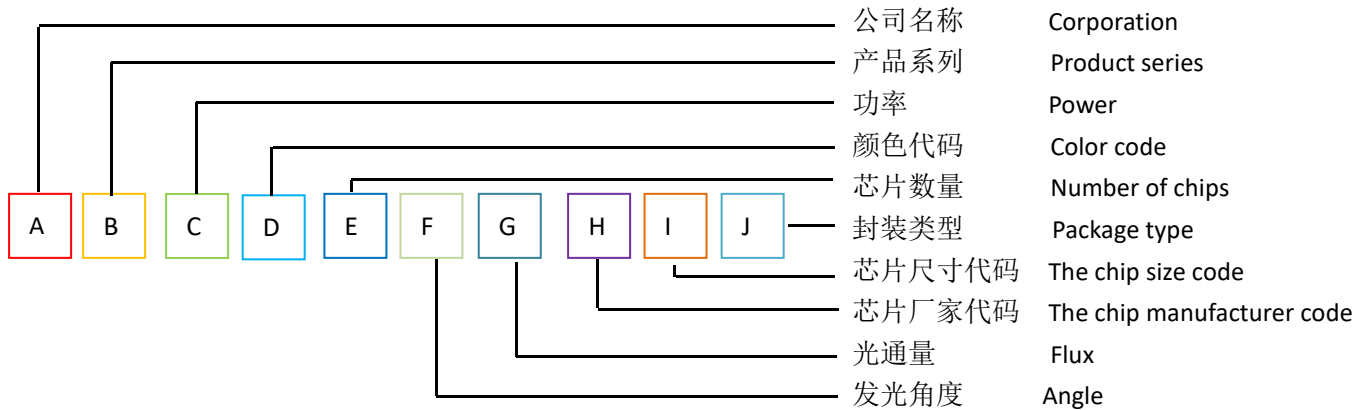 公司名称 Corporation
产品系列 Product series
功率 Power
颜色代码 Color code
芯片数量 Number of chips
A B C D E F G H I J 封装类型 Package type
芯片尺寸代码 The chip size code
芯片厂家代码 The chip manufacturer code
光通量 Flux
发光角度 Angle